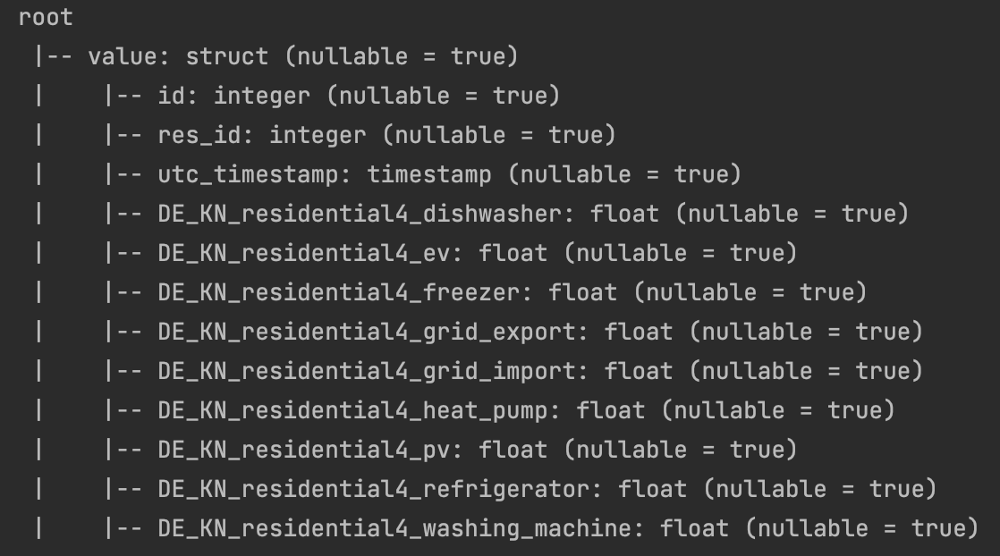 root
 |-- value: struct (nullable = true)
 |    |-- id: integer (nullable = true)
 |    |-- res_id: integer (nullable = true)
 |    |-- utc_timestamp: timestamp (nullable = true)
 |    |-- DE_KN_residential4_dishwasher: float (nullable = true)
 |    |-- DE_KN_residential4_ev: float (nullable = true)
 |    |-- DE_KN_residential4_freezer: float (nullable = true)
 |    |-- DE_KN_residential4_grid_export: float (nullable = true)
 |    |-- DE_KN_residential4_grid_import: float (nullable = true)
 |    |-- DE_KN_residential4_heat_pump: float (nullable = true)
 |    |-- DE_KN_residential4_pv: float (nullable = true)
 |    |-- DE_KN_residential4_refrigerator: float (nullable = true)
 |    |-- DE_KN_residential4_washing_machine: float (nullable = true)